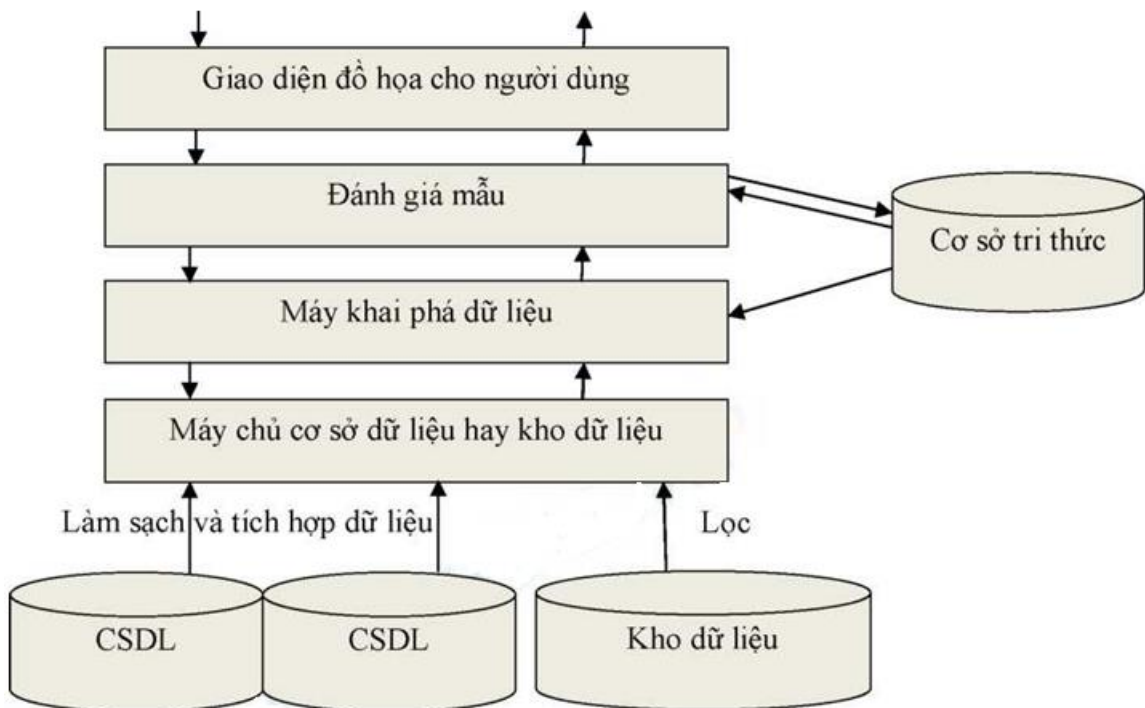 Giao diện đồ họa cho người dùng
Đánh giá mẫu
Cơ sở tri thức
Máy khai phá dữ liệu
Máy chủ cơ sở dữ liệu hay kho dữ liệu
Làm sạch và tích hợp dữ liệu
Lọc
CSDL
CSDL
Kho dữ liệu